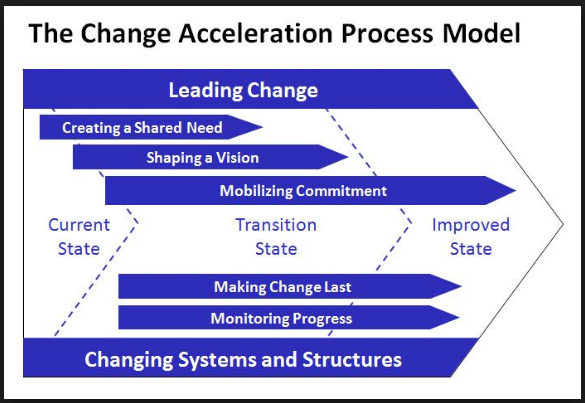 The Change Acceleration Process Model
Leading Change
Creating a Shared Need
Shaping a Vision
Mobilizing Commitment
Current
State
Transition
State
Improved
State
Making Change Last
Monitoring Progress
Changing Systems and Structures